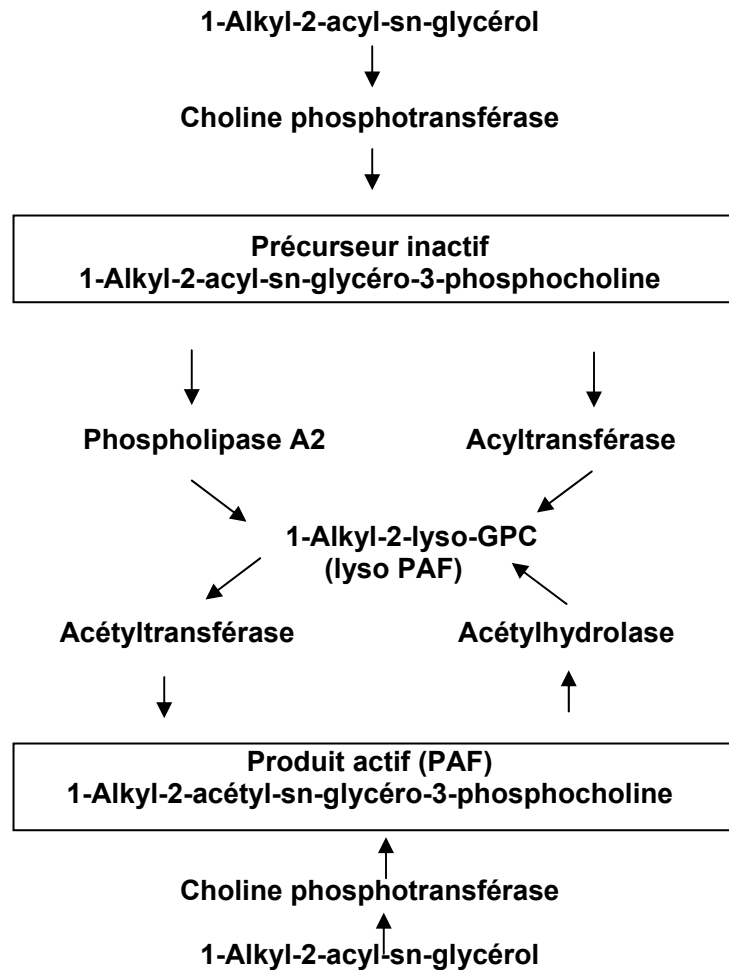 1-Alkyl-2-acyl-sn-glycérol
Choline phosphotransférase
Précurseur inactif
1-Alkyl-2-acyl-sn-glycéro-3-phosphocholine
Phospholipase A2
Acyltransférase
1-Alkyl-2-lyso-GPC
(lyso PAF)
Acétyltransférase
Acétylhydrolase
Produit actif (PAF)
1-Alkyl-2-acétyl-sn-glycéro-3-phosphocholine
Choline phosphotransférase
1-Alkyl-2-acyl-sn-glycérol